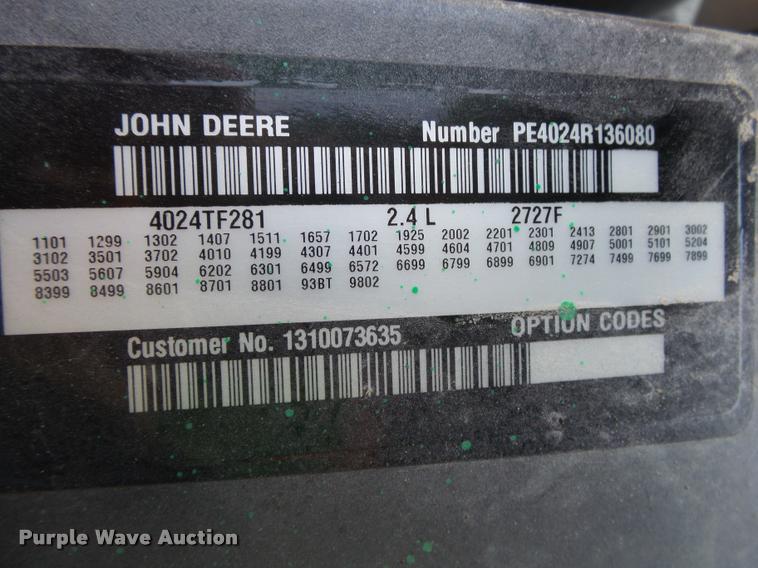 JOHN DEERE Number PE4024R136080
4024TF281 2.4 L 2727F
1101 1299 1302 1407 1511 1657 1702 1925 2002 2201 2301 2413 2801 2901 3002
3102 3501 3702 4010 4199 4307 4401 4599 4604 4701 4809 4907 5001 5101 5204
5503 5607 5904 6202 6301 6499 6572 6699 6799 6899 6901 7274 7499 7699 7899
8399 8499 8601 8701 8801 93BT 9802
OPTION CODES
Customer No. 1310073635
Purple Wave Auction